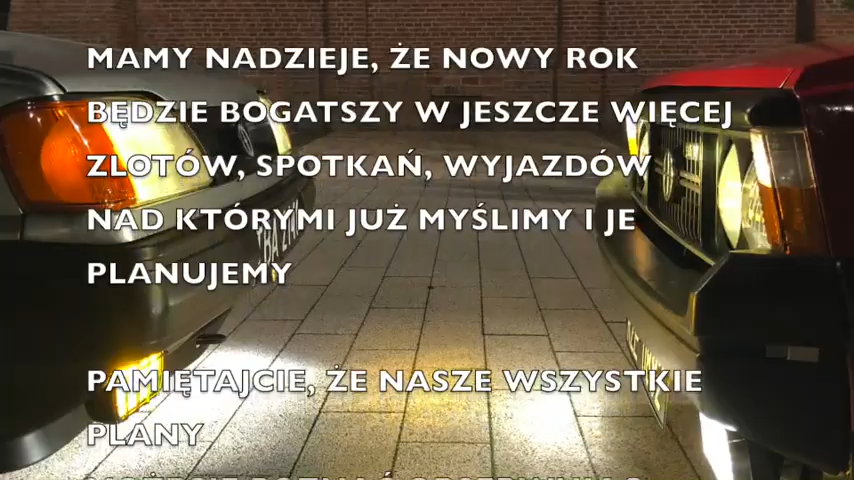 MAMY NADZIEJE, ŻE NOWY ROK
BĘDZIE BOGATSZY W JESZCZE WIĘCEJ
ZLOTÓW, SPOTKAŃ, WYJAZDÓW
NAD KTÓRYMI JUŻ MYŚLIMY I JE
PLANUJEMY
PAMIĘTAJCIE, ŻE NASZE WSZYSTKIE
PLANY